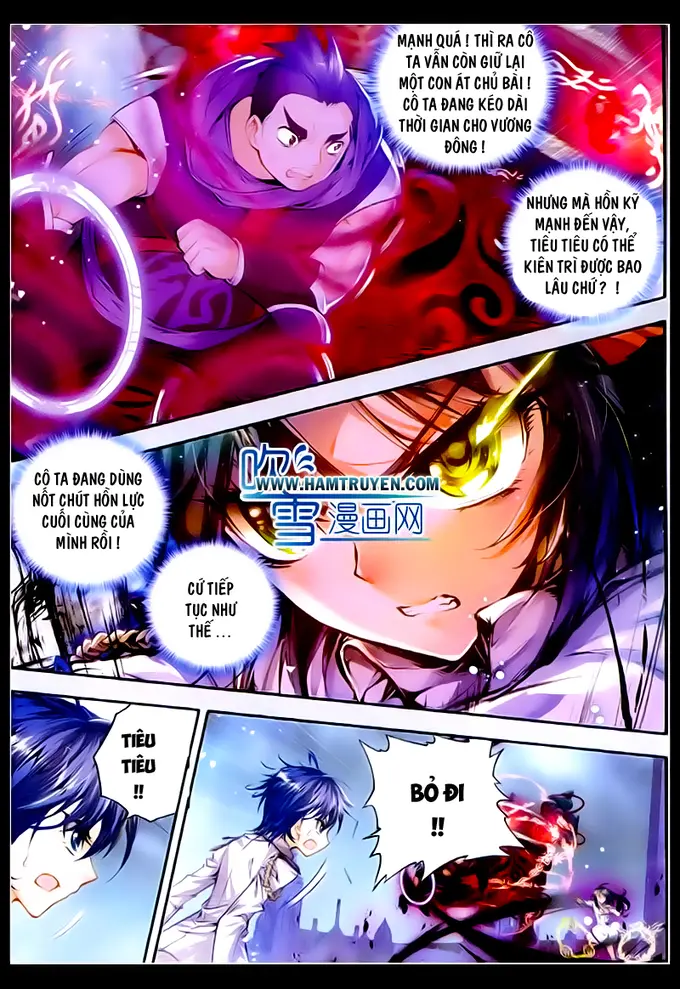 MẠNH QUÁ! THÌ RA CÔ
TA VẪN CÒN GIỮ LẠI
MỘT CON ÁT CHỦ BÀI!
CÔ TA ĐANG KÉO DÀI
THỜI GIAN CHO VƯƠNG
ĐÔNG!
NHƯNG MÀ HỒN KỸ
MẠNH ĐẾN VẬY,
TIÊU TIÊU CÓ THỂ
KIÊN TRÌ ĐƯỢC BAO
LÂU CHỨ? !
吹
WWW.HAMTRUYEN.COM
雪漫画网
CÔ TA ĐANG DÙNG
NỐT CHÚT HỒN LỰC
CUỐI CÙNG CỦA
MÌNH RỒI!
CỨ TIẾP
TỤC NHƯ
THẾ ...
TIÊU
TIÊU
!!
BỎ ĐI
!!